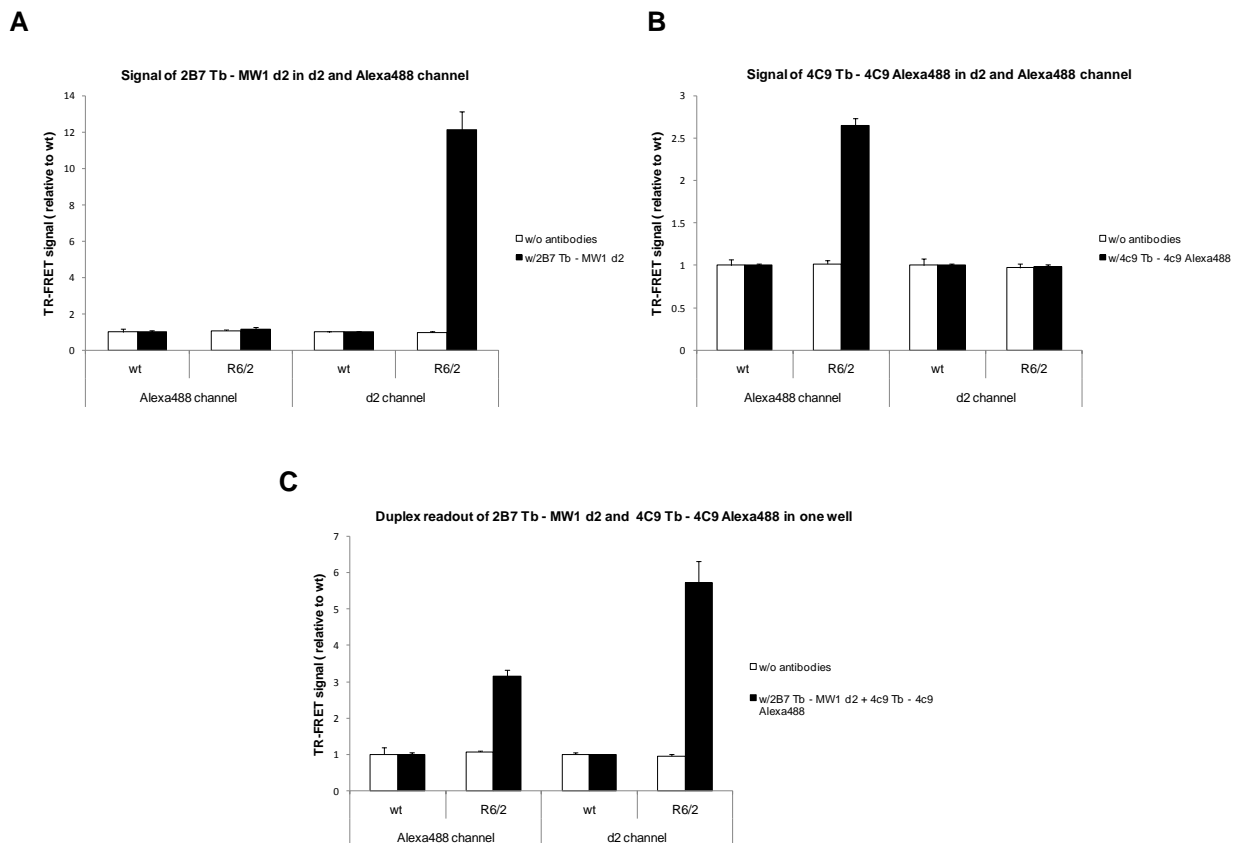 A
Signal of 2B7 Tb - MW1 d2 in d2 and Alexa488 channel
TR-FRET signal ( relative to wt)
14
12
10
8
6
4
2
0
wt
R6/2
wt
R6/2
Alexa488 channel
d2 channel
w/o antibodies
w/2B7 Tb - MW1 d2
B
Signal of 4C9 Tb - 4C9 Alexa488 in d2 and Alexa488 channel
TR-FRET signal ( relative to wt)
3
2.5
2
1.5
1
0.5
0
wt
R6/2
wt
R6/2
Alexa488 channel
d2 channel
w/o antibodies
w/4c9 Tb - 4c9 Alexa488
C
Duplex readout of 2B7 Tb - MW1 d2 and 4C9 Tb - 4C9 Alexa488 in one well
TR-FRET signal ( relative to wt)
7
6
5
4
3
2
1
0
wt
R6/2
wt
R6/2
Alexa488 channel
d2 channel
w/o antibodies
w/2B7 Tb - MW1 d2 + 4c9 Tb - 4c9
Alexa488